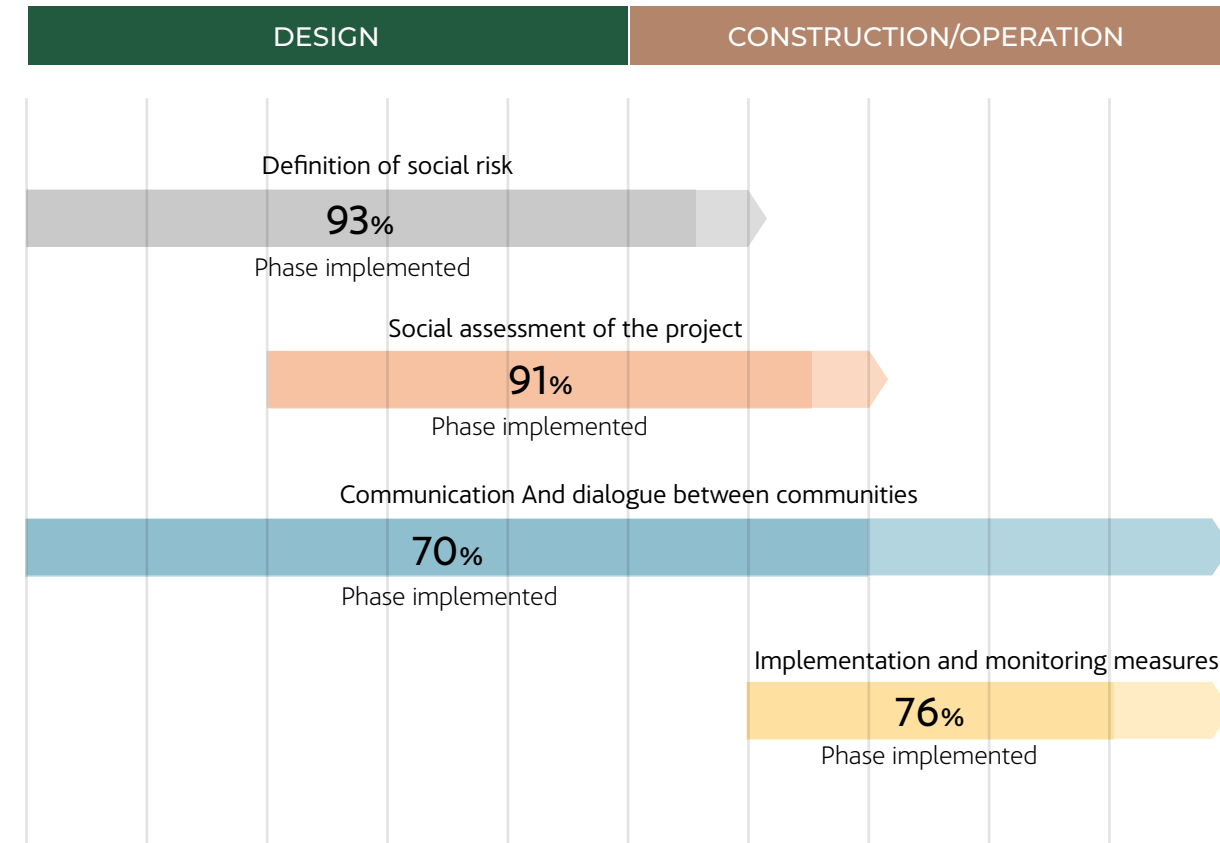 DESIGN
CONSTRUCTION/OPERATION
Definition of social risk
93%
Phase implemented
Social assessment of the project
91%
Phase implemented
Communication And dialogue between communities
70%
Phase implemented
Implementation and monitoring measures
76%
Phase implemented